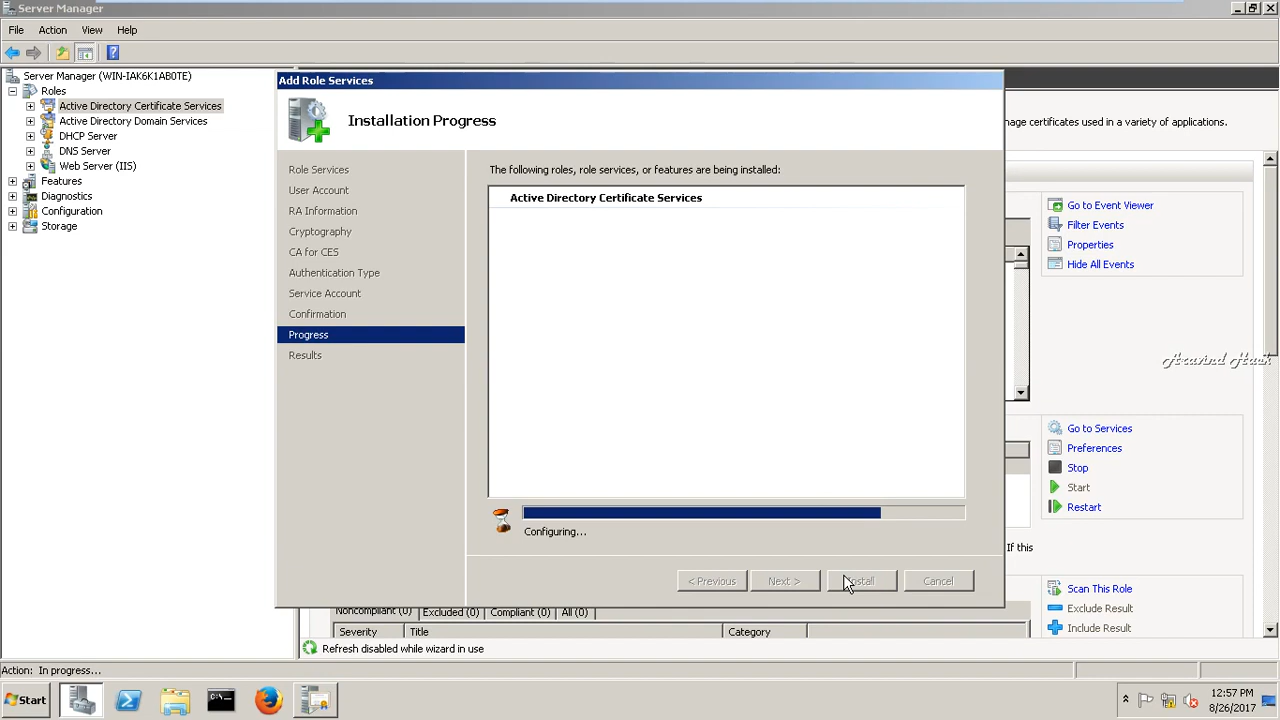 Server Manager
File Action View Help
Server Manager (WIN-IAK6K1AB0TE)
Roles
Active Directory Certificate Services
Active Directory Domain Services
DHCP Server
DNS Server
Web Server (IIS)
Features
Diagnostics
Configuration
Storage
Add Role Services
Installation Progress
Role Services
User Account
RA Information
Cryptography
CA for CES
Authentication Type
Service Account
Confirmation
Progress
Results
The following roles, role services, or features are being installed:
Active Directory Certificate Services
Configuring...
< Previous Next > Install Cancel
nage certificates used in a variety of applications.
Go to Event Viewer
Filter Events
Properties
Hide All Events
Aravind Hack
Go to Services
Preferences
Stop
Start
Restart
If this
Scan This Role
Exclude Result
Include Result
Noncompliant (0) Excluded (0) Compliant (0) All (0)
Severity Title Category
Refresh disabled while wizard in use
Action: In progress...
Start
12:57 PM
8/26/2017